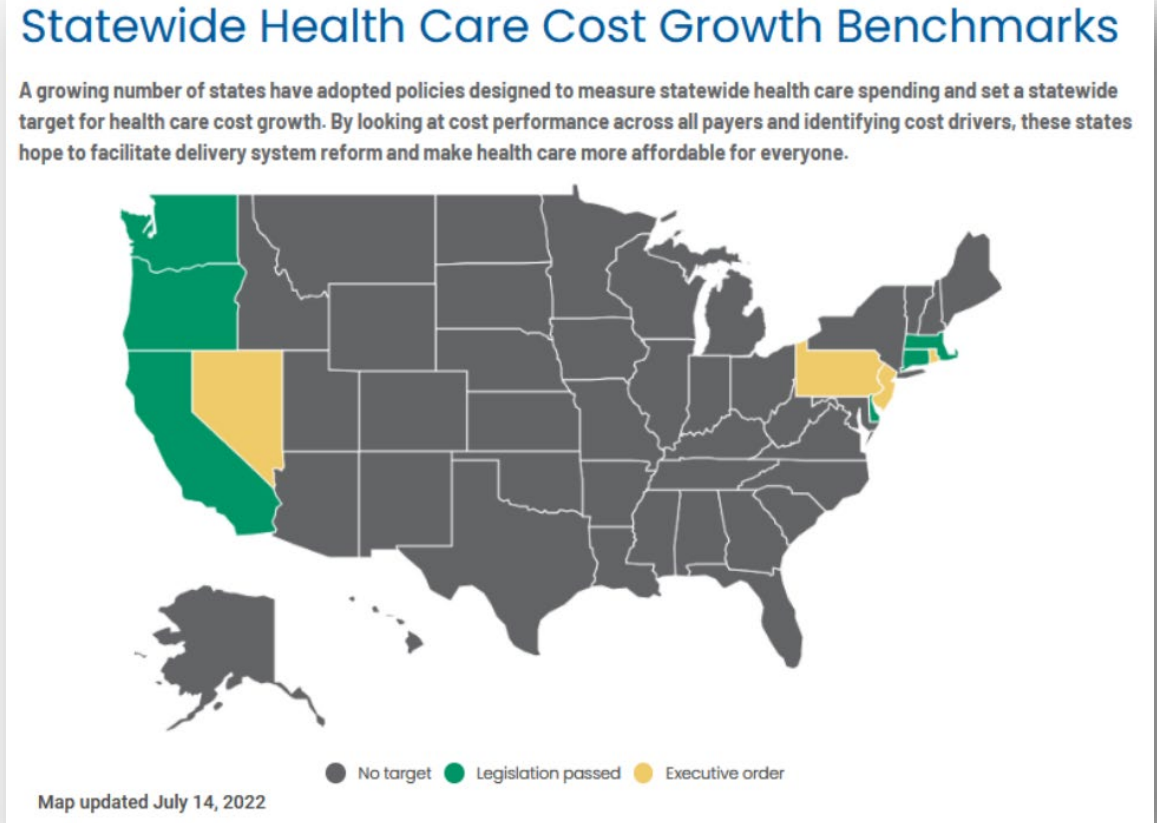 Statewide Health Care Cost Growth Benchmarks
A growing number of states have adopted policies designed to measure statewide health care spending and set a statewide
target for health care cost growth. By looking at cost performance across all payers and identifying cost drivers, these states
hope to facilitate delivery system reform and make health care more affordable for everyone.
No target Legislation passed Executive order
Map updated July 14, 2022